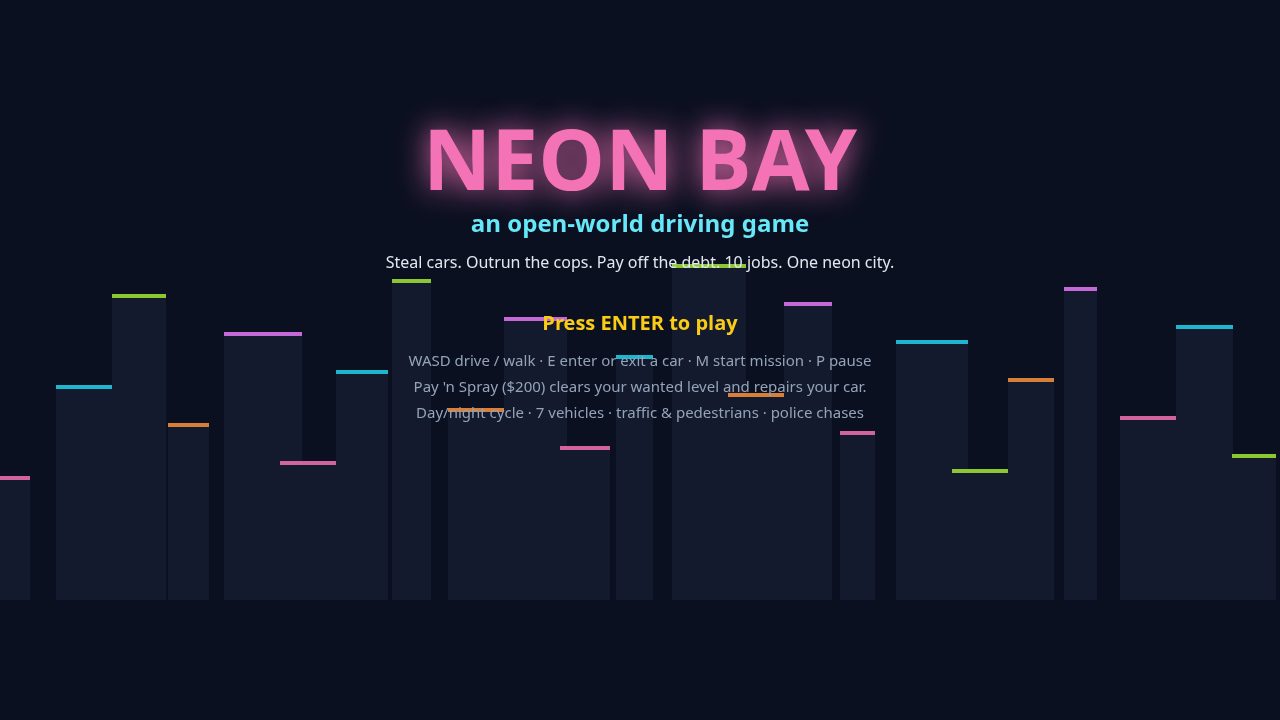 NEON BAY
an open-world driving game
Steal cars. Outrun the cops. Pay off the debt. 10 jobs. One neon city.
Press ENTER to play
WASD drive / walk · E enter or exit a car · M start mission · P pause
Pay 'n Spray ($200) clears your wanted level and repairs your car.
Day/night cycle · 7 vehicles · traffic & pedestrians · police chases